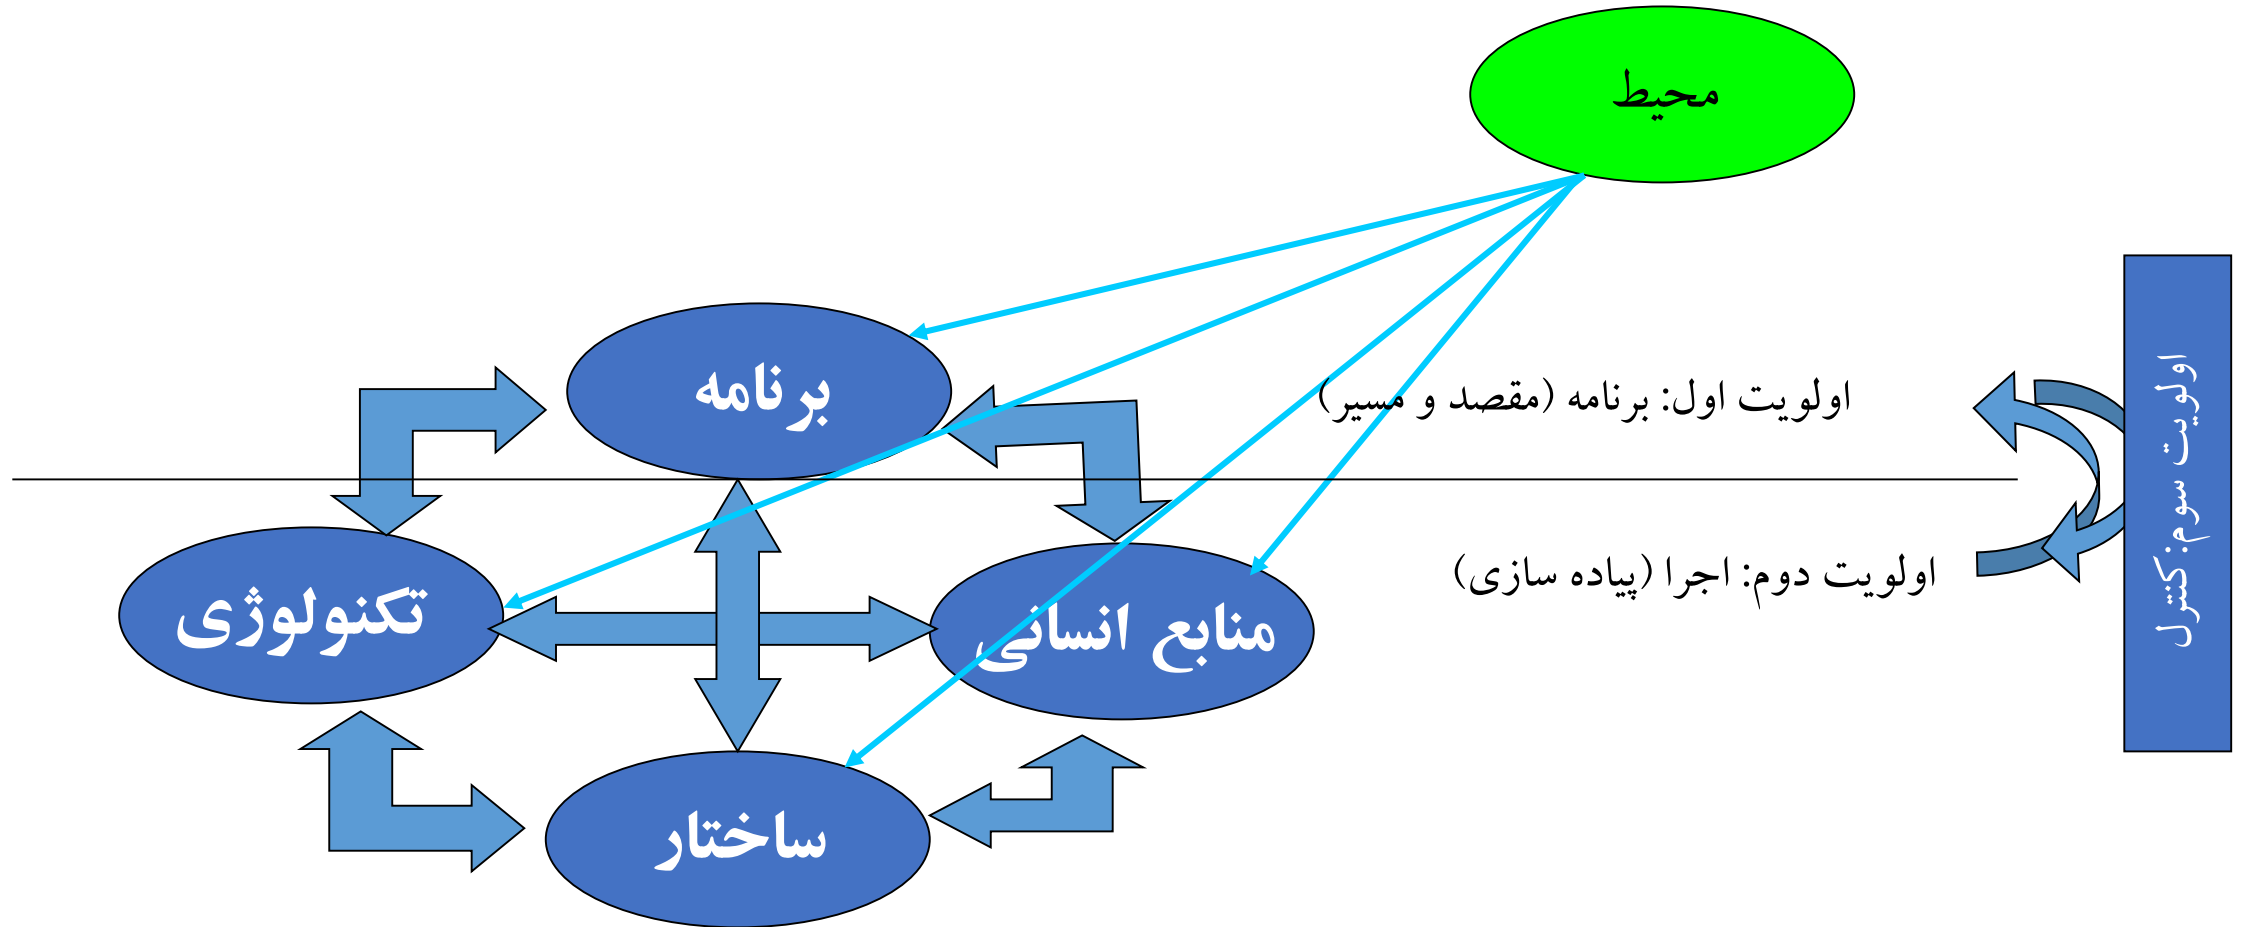 محیط
برنامه
اولویت اول: برنامه (مقصد و مسیر)
اولویت سوم: کنترل
اولویت دوم: اجرا (پیاده سازی)
منابع انسانی
تکنولوژی
ساختار